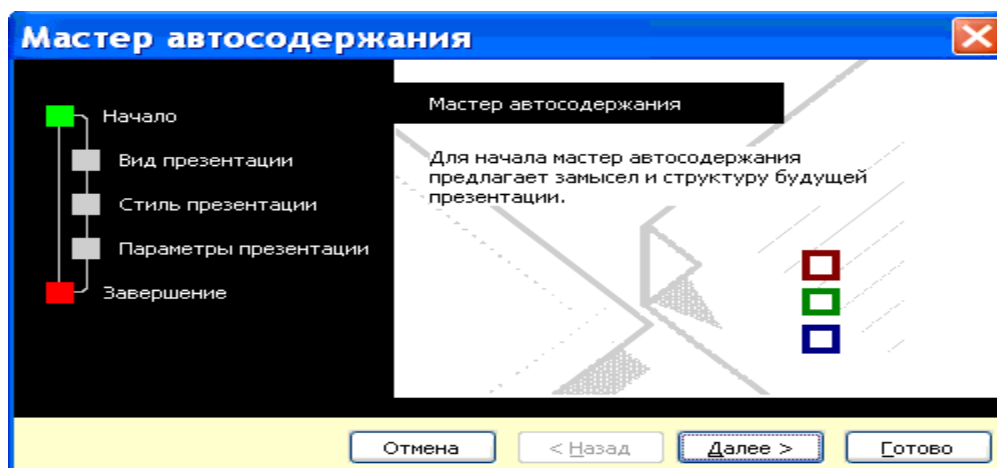 Мастер автосодержания
Начало
Вид презентации
Стиль презентации
Параметры презентации
Завершение
Мастер автосодержания
Для начала мастер автосодержания
предлагает замысел и структуру будущей
презентации.
Отмена
< Назад
Далее >
Готово